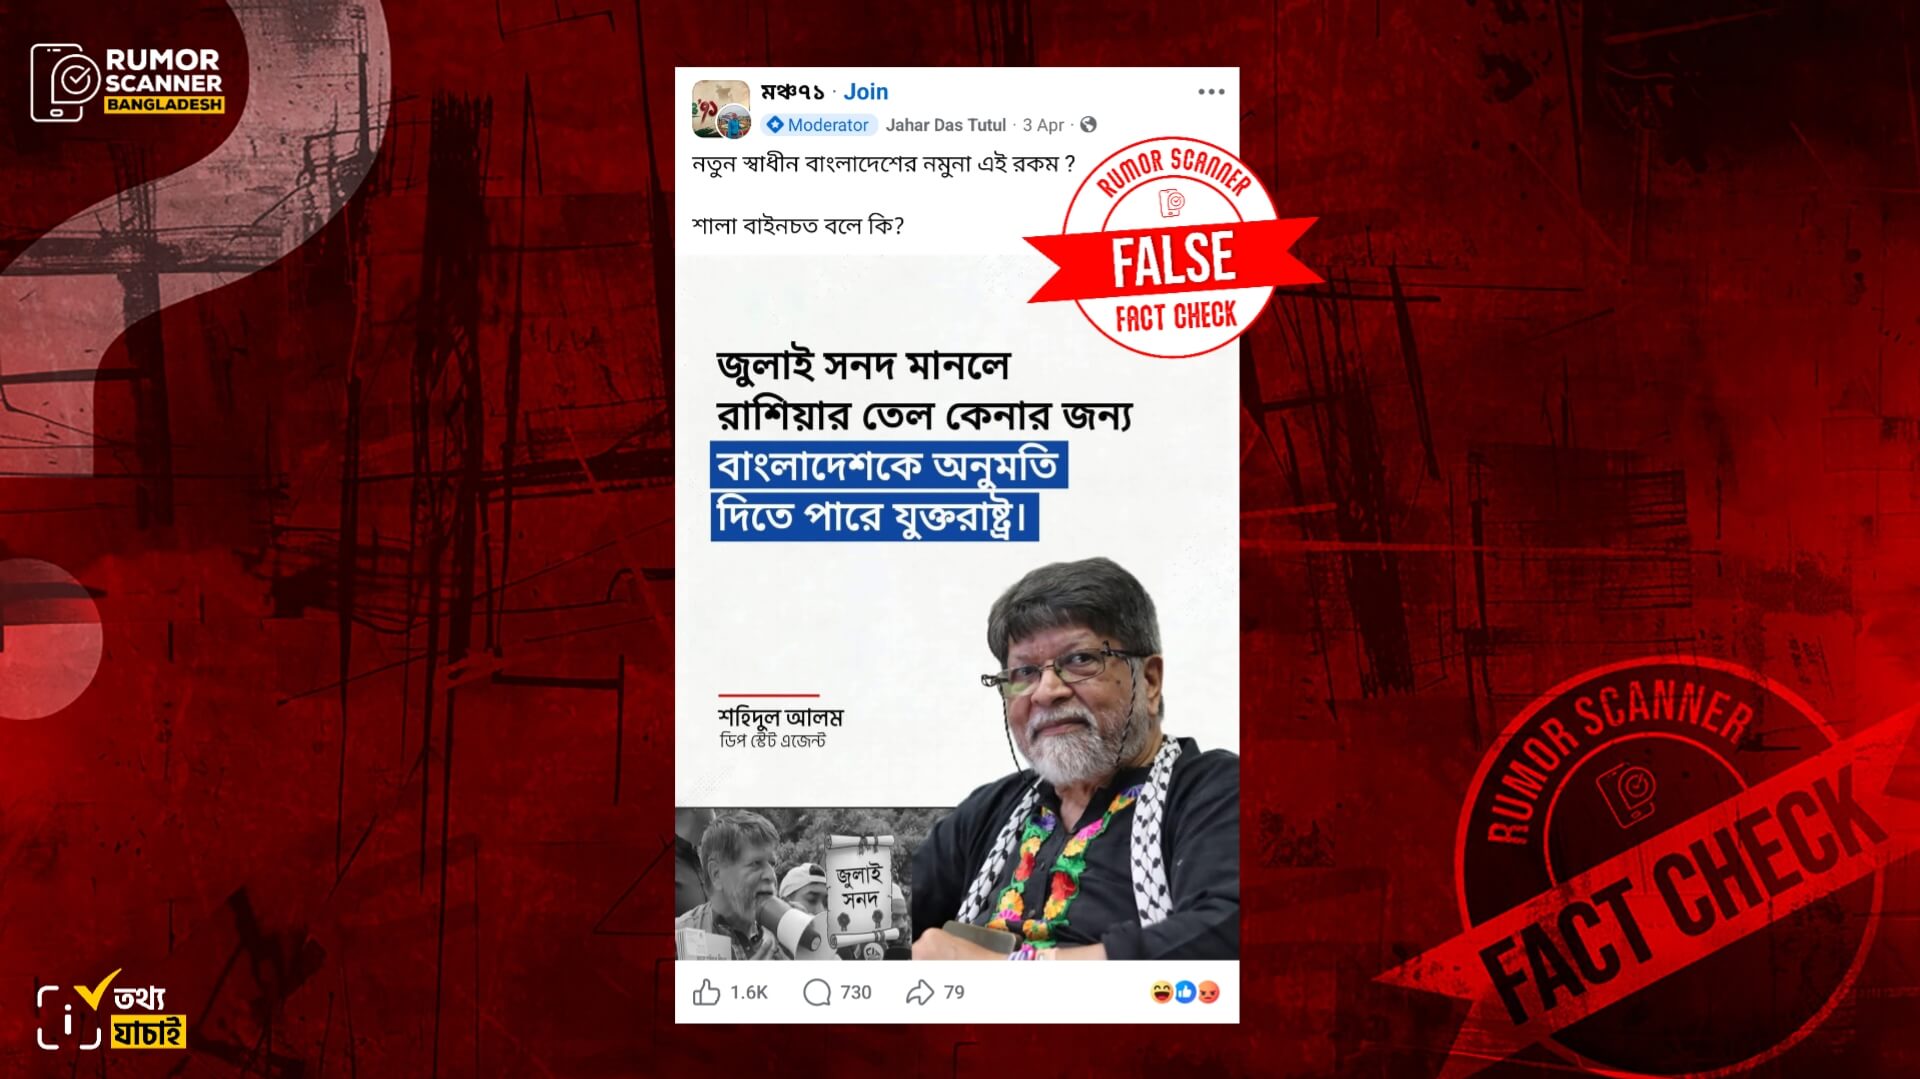 RUMOR
SCANNER
BANGLADESH
মঞ্চ৭১ · Join
Moderator Jahar Das Tutul · 3 Apr ·
নতুন স্বাধীন বাংলাদেশের নমুনা এই রকম ?
শালা বাইনচত বলে কি?
RUMOR SCANNER
FALSE
FACT CHECK
জুলাই সনদ মানলে
রাশিয়ার তেল কেনার জন্য
বাংলাদেশকে অনুমতি
দিতে পারে যুক্তরাষ্ট্র।
শহিদুল আলম
ডিপ স্টেট এজেন্ট
জুলাই
সনদ
1.6K 730 79
RUMOR SCANNER
FACT CHECK
তথ্য
যাচাই